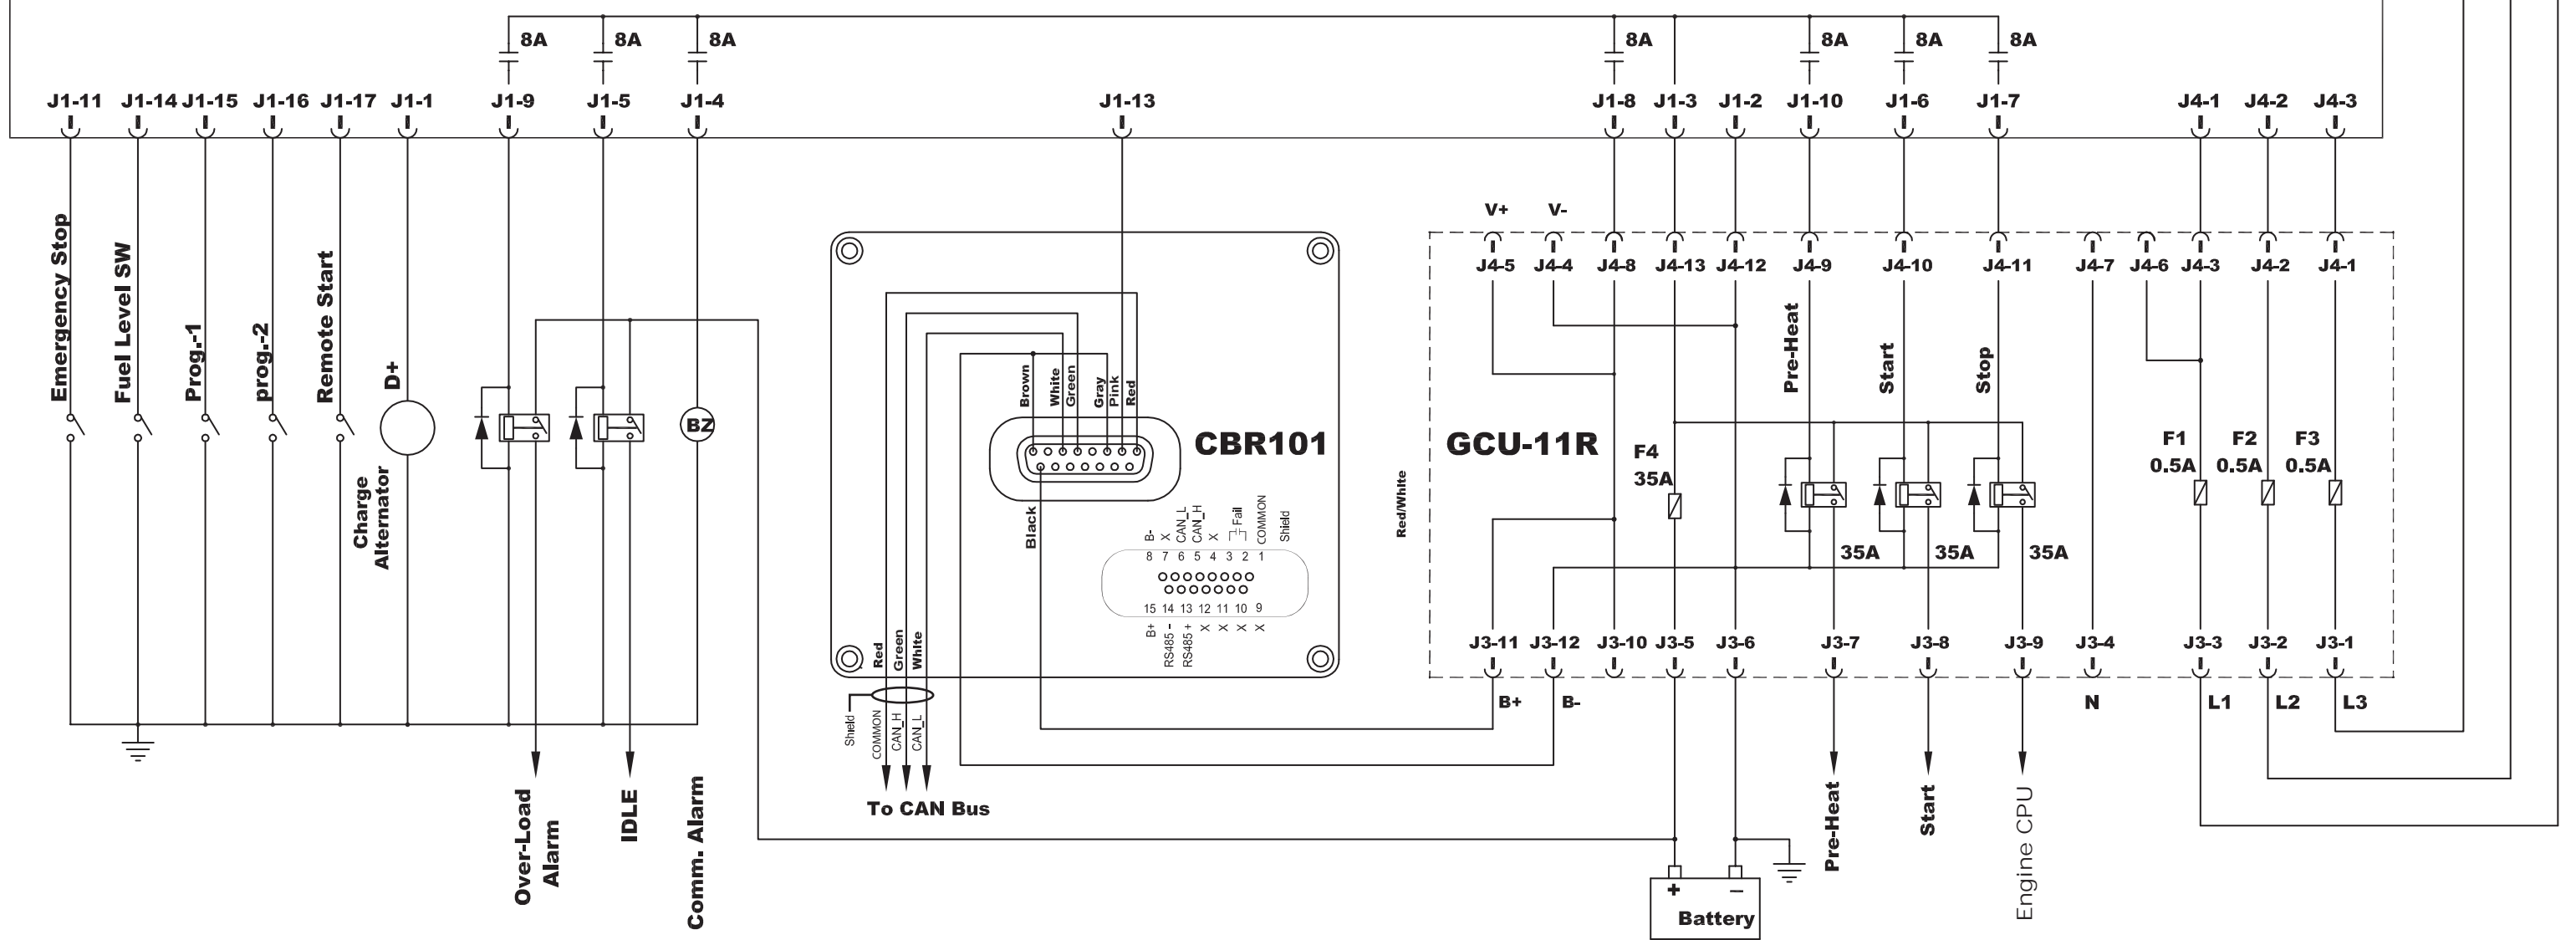 8A
8A
8A
8A
8A
8A
8A
J1-11
J1-14
J1-15
J1-16
J1-17
J1-1
J1-9
J1-5
J1-4
J1-13
J1-8
J1-3
J1-2
J1-10
J1-6
J1-7
J4-1
J4-2
J4-3
Emergency Stop
Fuel Level SW
Prog.-1
prog.-2
Remote Start
D+
Charge
Alternator
BZ
Over-Load
Alarm
IDLE
Comm. Alarm
Brown
White
Green
Gray
Pink
Red
CBR101
Black
B-
X
CAN_L
CAN_H
X
Fail
COMMON
Shield
8 7 6 5 4 3 2 1
15 14 13 12 11 10 9
B+
RS485 -
RS485 +
X
X
X
X
Red
Green
White
Shield
COMMON
CAN_H
CAN_L
To CAN Bus
V+
V-
J4-5
J4-4
J4-8
J4-13
J4-12
J4-9
J4-10
J4-11
J4-7
J4-6
J4-3
J4-2
J4-1
Pre-Heat
Start
Stop
Red/White
GCU-11R
F4
35A
F1
0.5A
F2
0.5A
F3
0.5A
35A
35A
35A
J3-11
J3-12
J3-10
J3-5
J3-6
J3-7
J3-8
J3-9
J3-4
J3-3
J3-2
J3-1
B+
B-
N
L1
L2
L3
Pre-Heat
Start
Engine CPU
+
−
Battery